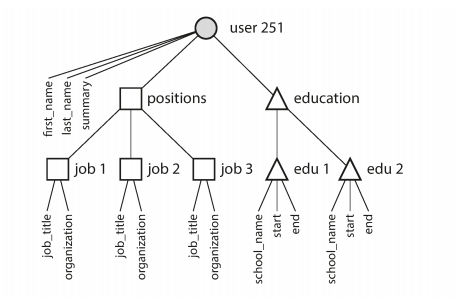 user 251
first_name
last_name
summary
positions
education
job 1
job 2
job 3
edu 1
edu 2
job_title
organization
job_title
organization
job_title
organization
school_name
start
end
school_name
start
end